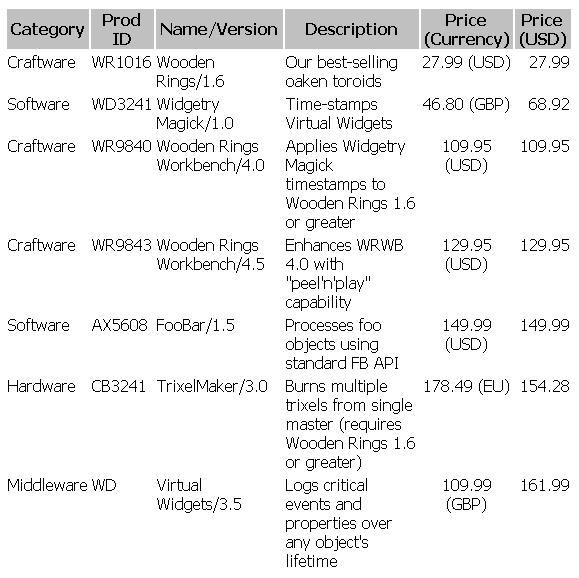 Category Prod ID Name/Version Description Price (Currency) Price (USD)
Craftware WR1016 Wooden Rings/1.6 Our best-selling oaken toroids 27.99 (USD) 27.99
Software WD3241 Widgetry Magick/1.0 Time-stamps Virtual Widgets 46.80 (GBP) 68.92
Craftware WR9840 Wooden Rings Workbench/4.0 Applies Widgetry Magick timestamps to Wooden Rings 1.6 or greater 109.95 (USD) 109.95
Craftware WR9843 Wooden Rings Workbench/4.5 Enhances WRWB 4.0 with "peel'n'play" capability 129.95 (USD) 129.95
Software AX5608 FooBar/1.5 Processes foo objects using standard FB API 149.99 (USD) 149.99
Hardware CB3241 TrixelMaker/3.0 Burns multiple trixels from single master (requires Wooden Rings 1.6 or greater) 178.49 (EU) 154.28
Middleware WD Virtual Widgets/3.5 Logs critical events and properties over any object's lifetime 109.99 (GBP) 161.99